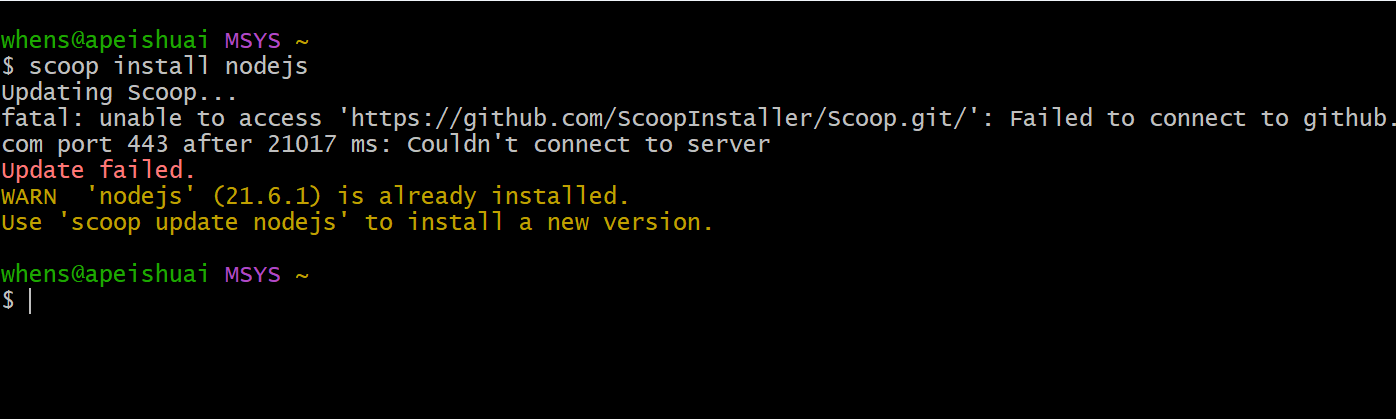 whens@apeishuai MSYS ~
$ scoop install nodejs
Updating Scoop...
fatal: unable to access 'https://github.com/ScoopInstaller/Scoop.git/': Failed to connect to github.
com port 443 after 21017 ms: Couldn't connect to server
Update failed.
WARN  'nodejs' (21.6.1) is already installed.
Use 'scoop update nodejs' to install a new version.
whens@apeishuai MSYS ~
$